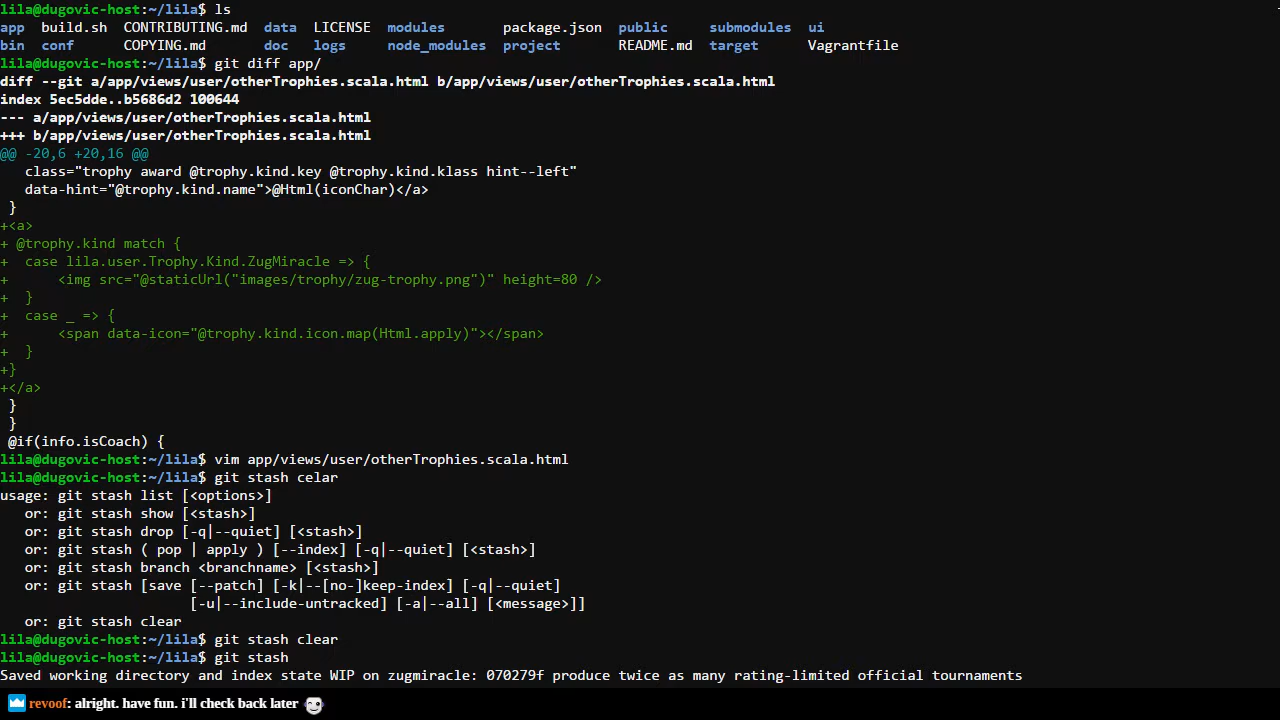 lila@dugovic-host:~/lila$ ls
app  build.sh  CONTRIBUTING.md  data  LICENSE  modules       package.json  public     submodules  ui
bin  conf      COPYING.md       doc   logs     node_modules  project       README.md  target      Vagrantfile
lila@dugovic-host:~/lila$ git diff app/
diff --git a/app/views/user/otherTrophies.scala.html b/app/views/user/otherTrophies.scala.html
index 5ec5dde..b5686d2 100644
--- a/app/views/user/otherTrophies.scala.html
+++ b/app/views/user/otherTrophies.scala.html
@@ -20,6 +20,16 @@
   class="trophy award @trophy.kind.key @trophy.kind.klass hint--left"
   data-hint="@trophy.kind.name">@Html(iconChar)</a>
 }
+<a>
+ @trophy.kind match {
+  case lila.user.Trophy.Kind.ZugMiracle => {
+      <img src="@staticUrl("images/trophy/zug-trophy.png")" height=80 />
+  }
+  case _ => {
+      <span data-icon="@trophy.kind.icon.map(Html.apply)"></span>
+  }
+}
+</a>
 }
 }
 @if(info.isCoach) {
lila@dugovic-host:~/lila$ vim app/views/user/otherTrophies.scala.html
lila@dugovic-host:~/lila$ git stash celar
usage: git stash list [<options>]
   or: git stash show [<stash>]
   or: git stash drop [-q|--quiet] [<stash>]
   or: git stash ( pop | apply ) [--index] [-q|--quiet] [<stash>]
   or: git stash branch <branchname> [<stash>]
   or: git stash [save [--patch] [-k|--[no-]keep-index] [-q|--quiet]
                       [-u|--include-untracked] [-a|--all] [<message>]]
   or: git stash clear
lila@dugovic-host:~/lila$ git stash clear
lila@dugovic-host:~/lila$ git stash
Saved working directory and index state WIP on zugmiracle: 070279f produce twice as many rating-limited official tournaments
revoof: alright. have fun. i'll check back later